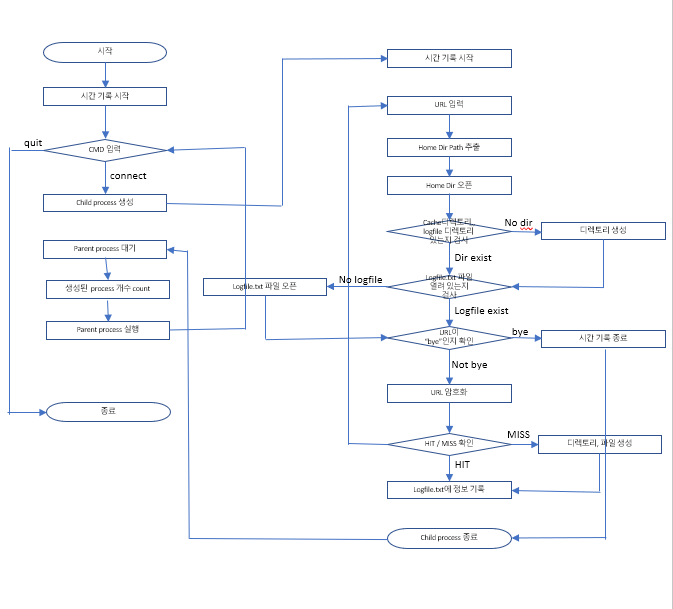 시작
시간 기록 시작
quit
CMD 입력
connect
Child process 생성
Parent process 대기
생성된 process 개수 count
Parent process 실행
종료
시간 기록 시작
URL 입력
Home Dir Path 추출
Home Dir 오픈
Cache디렉토리
logfile 디렉토리
있는지 검사
No dir
디렉토리 생성
Dir exist
Logfile.txt 파일
열려 있는지
검사
No logfile
Logfile.txt 파일 오픈
Logfile exist
URL이
"bye"인지 확인
bye
시간 기록 종료
Not bye
URL 암호화
HIT / MISS 확인
MISS
디렉토리, 파일 생성
HIT
Logfile.txt에 정보 기록
Child process 종료